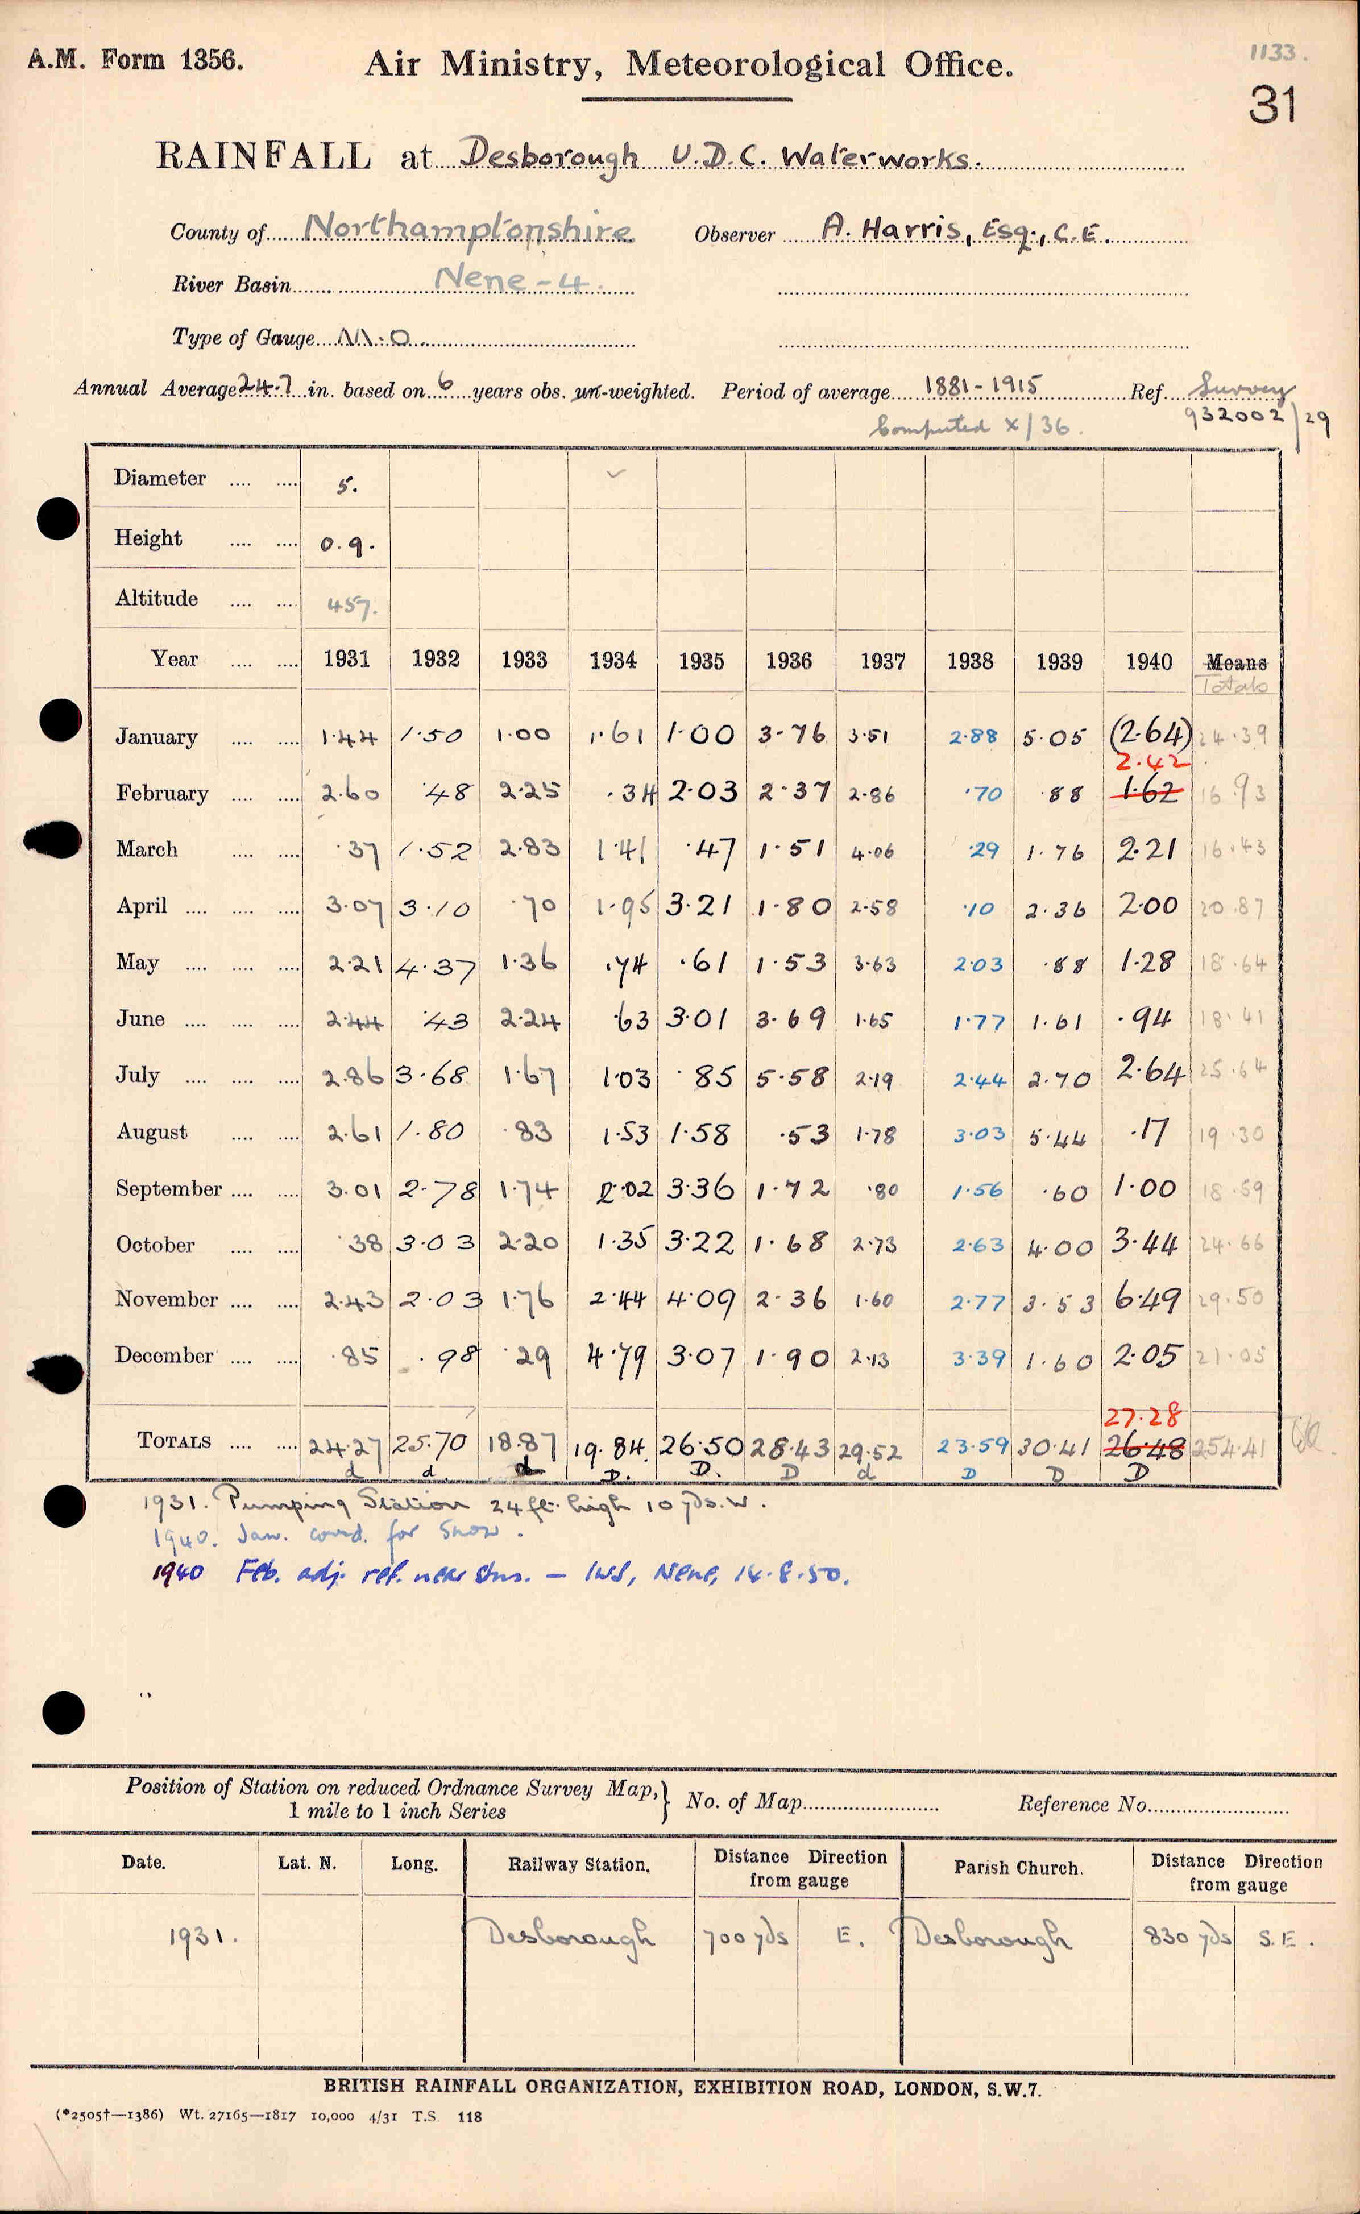 A.M. Form 1356.
Air Ministry, Meteorological Office.
1133.
31
RAINFALL at Desborough U.D.C. Waterworks.
County of Northamptonshire Observer A. Harris, Esq., C.E.
River Basin Nene - 4.
Type of Gauge M.O.
Annual Average 24.7 in. based on 6 years obs. un-weighted. Period of average 1881-1915 Ref. Survey
Computed X/36. 932002/29
Diameter .... .... 5.
Height .... .... 0.9.
Altitude .... .... 457.
Year .... .... 1931 1932 1933 1934 1935 1936 1937 1938 1939 1940 Means
Totals
January .... .... 1.44 1.50 1.00 1.61 1.00 3.76 3.51 2.88 5.05 (2.64) 24.39
2.42
February .... .... 2.60 .48 2.25 .34 2.03 2.37 2.86 .70 .88 1.62 16.93
March .... .... .37 1.52 2.83 1.41 .47 1.51 4.06 .29 1.76 2.21 16.43
April .... .... .... 3.07 3.10 .70 1.95 3.21 1.80 2.58 .10 2.36 2.00 20.87
May .... .... .... 2.21 4.37 1.36 .74 .61 1.53 3.63 2.03 .88 1.28 18.64
June .... .... .... 2.44 .43 2.24 .63 3.01 3.69 1.65 1.77 1.61 .94 18.41
July .... .... .... 2.86 3.68 1.67 1.03 .85 5.58 2.19 2.44 2.70 2.64 25.64
August .... .... 2.61 1.80 .83 1.53 1.58 .53 1.78 3.03 5.44 .17 19.30
September .... .... 3.01 2.78 1.74 2.02 3.36 1.72 .80 1.56 .60 1.00 18.59
October .... .... .38 3.03 2.20 1.35 3.22 1.68 2.73 2.63 4.00 3.44 24.66
November .... .... 2.43 2.03 1.76 2.44 4.09 2.36 1.60 2.77 3.53 6.49 29.50
December .... .... .85 .98 .29 4.79 3.07 1.90 2.13 3.39 1.60 2.05 21.05
27.28
TOTALS .... .... 24.27 25.70 18.87 19.84 26.50 28.43 29.52 23.59 30.41 26.48 254.41
d d. d D. D. D d D D D
1931. Pumping Station 24 ft. high 10 yds. W.
1940. Jan. corrd. for Snow.
1940 Feb. adj. ref. near stns. — Nene, 14.8.50.
Position of Station on reduced Ordnance Survey Map,} No. of Map Reference No.
1 mile to 1 inch Series
Date. Lat. N. Long. Railway Station. Distance Direction from gauge Parish Church. Distance Direction from gauge
1931. Desborough 700 yds E. Desborough 830 yds S.E.
BRITISH RAINFALL ORGANIZATION, EXHIBITION ROAD, LONDON, S.W.7.
(*2505†—1386) Wt. 27165—1817 10,000 4/31 T.S. 118